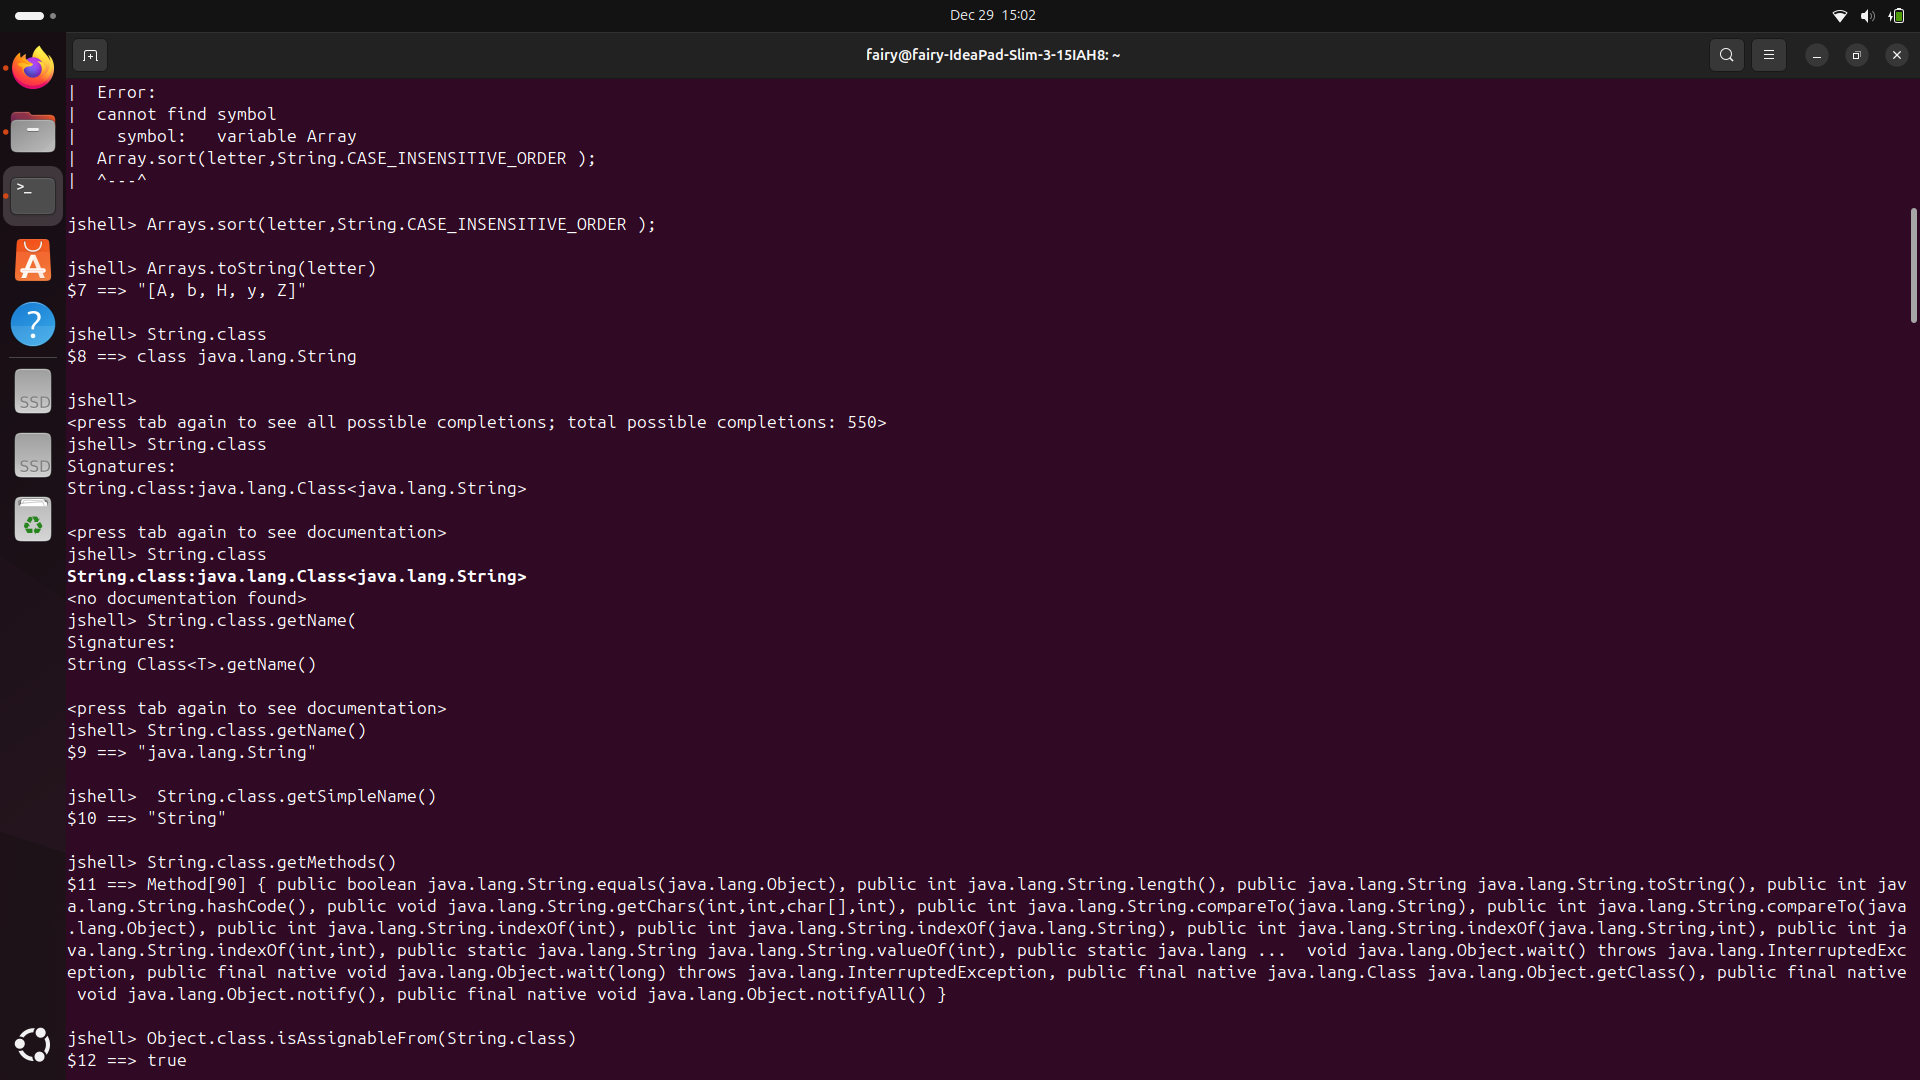 Dec 29  15:02
fairy@fairy-IdeaPad-Slim-3-15IAH8: ~
|  Error:
|  cannot find symbol
|    symbol:   variable Array
|  Array.sort(letter,String.CASE_INSENSITIVE_ORDER );
|  ^---^
jshell> Arrays.sort(letter,String.CASE_INSENSITIVE_ORDER );
jshell> Arrays.toString(letter)
$7 ==> "[A, b, H, y, Z]"
jshell> String.class
$8 ==> class java.lang.String
jshell>
<press tab again to see all possible completions; total possible completions: 550>
jshell> String.class
Signatures:
String.class:java.lang.Class<java.lang.String>
<press tab again to see documentation>
jshell> String.class
String.class:java.lang.Class<java.lang.String>
<no documentation found>
jshell> String.class.getName(
Signatures:
String Class<T>.getName()
<press tab again to see documentation>
jshell> String.class.getName()
$9 ==> "java.lang.String"
jshell>  String.class.getSimpleName()
$10 ==> "String"
jshell> String.class.getMethods()
$11 ==> Method[90] { public boolean java.lang.String.equals(java.lang.Object), public int java.lang.String.length(), public java.lang.String java.lang.String.toString(), public int jav
a.lang.String.hashCode(), public void java.lang.String.getChars(int,int,char[],int), public int java.lang.String.compareTo(java.lang.String), public int java.lang.String.compareTo(java
.lang.Object), public int java.lang.String.indexOf(int), public int java.lang.String.indexOf(java.lang.String), public int java.lang.String.indexOf(java.lang.String,int), public int ja
va.lang.String.indexOf(int,int), public static java.lang.String java.lang.String.valueOf(int), public static java.lang ...  void java.lang.Object.wait() throws java.lang.InterruptedExc
eption, public final native void java.lang.Object.wait(long) throws java.lang.InterruptedException, public final native java.lang.Class java.lang.Object.getClass(), public final native
 void java.lang.Object.notify(), public final native void java.lang.Object.notifyAll() }
jshell> Object.class.isAssignableFrom(String.class)
$12 ==> true
>_
A
?
SSD
SSD